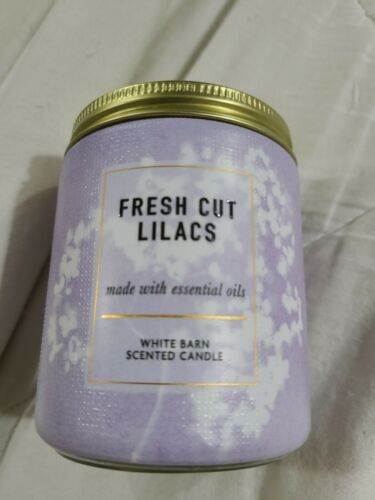 FRESH CUT
LILACS
made with essential oils
WHITE BARN
SCENTED CANDLE